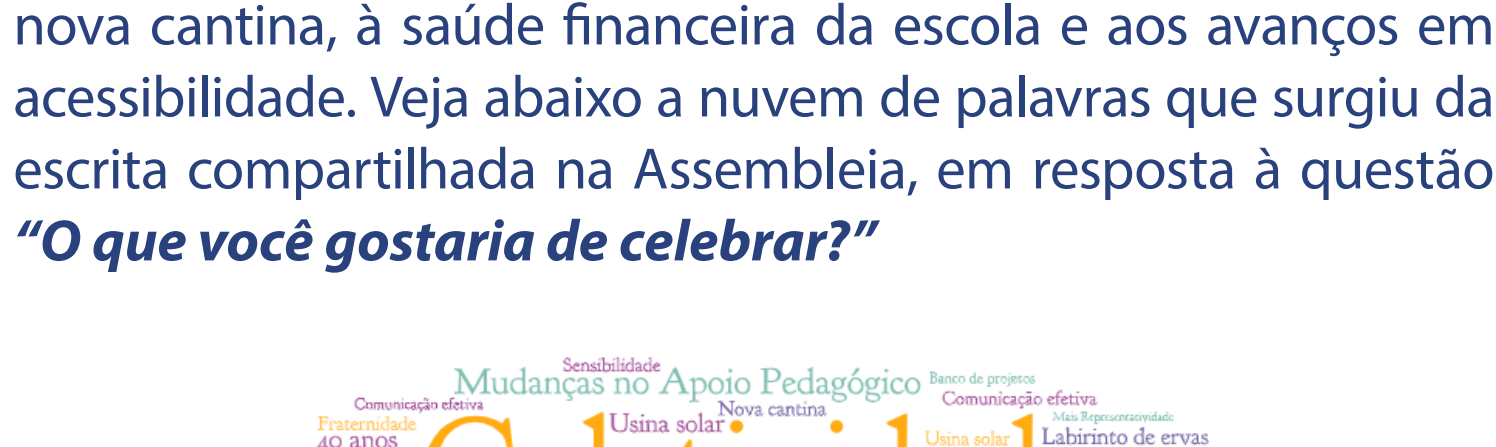 nova cantina, à saúde financeira da escola e aos avanços em
acessibilidade. Veja abaixo a nuvem de palavras que surgiu da
escrita compartilhada na Assembleia, em resposta à questão
“O que você gostaria de celebrar?”
Sensibilidade
Mudanças no Apoio Pedagógico
Banco de projetos
Comunicação efetiva
Comunicação efetiva
Nova cantina
Mais Representatividade
Fraternidade
Usina solar
Usina solar
Labirinto de ervas
40 anos